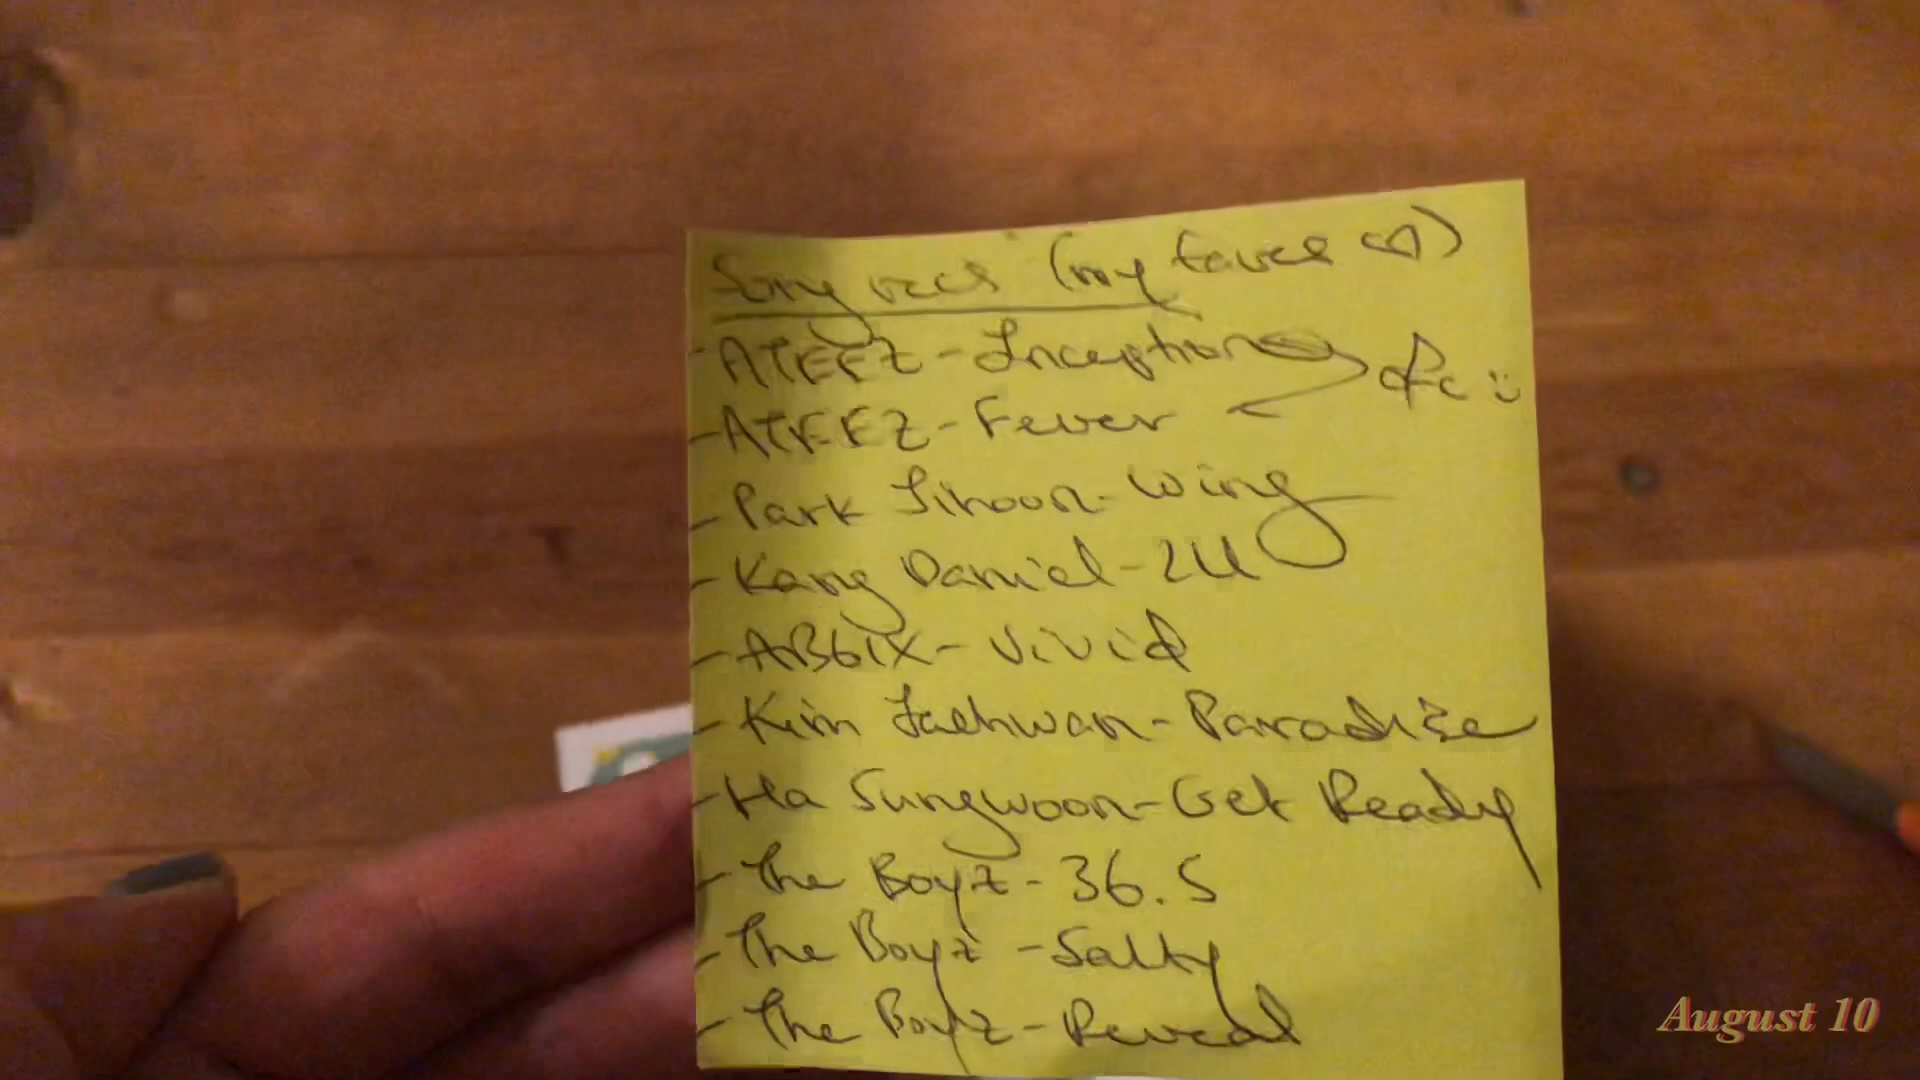 Song recs (my faves ♡)
- ATEEZ - Inception
- ATEEZ - Fever
- Park Jihoon - Wing
- Kang Daniel - 2U
- AB6IX - Vivid
- Kim Jaehwan - Paradise
- Ha Sungwoon - Get Ready
- The Boyz - 36.5
- The Boyz - Salty
- The Boyz - Reveal
August 10